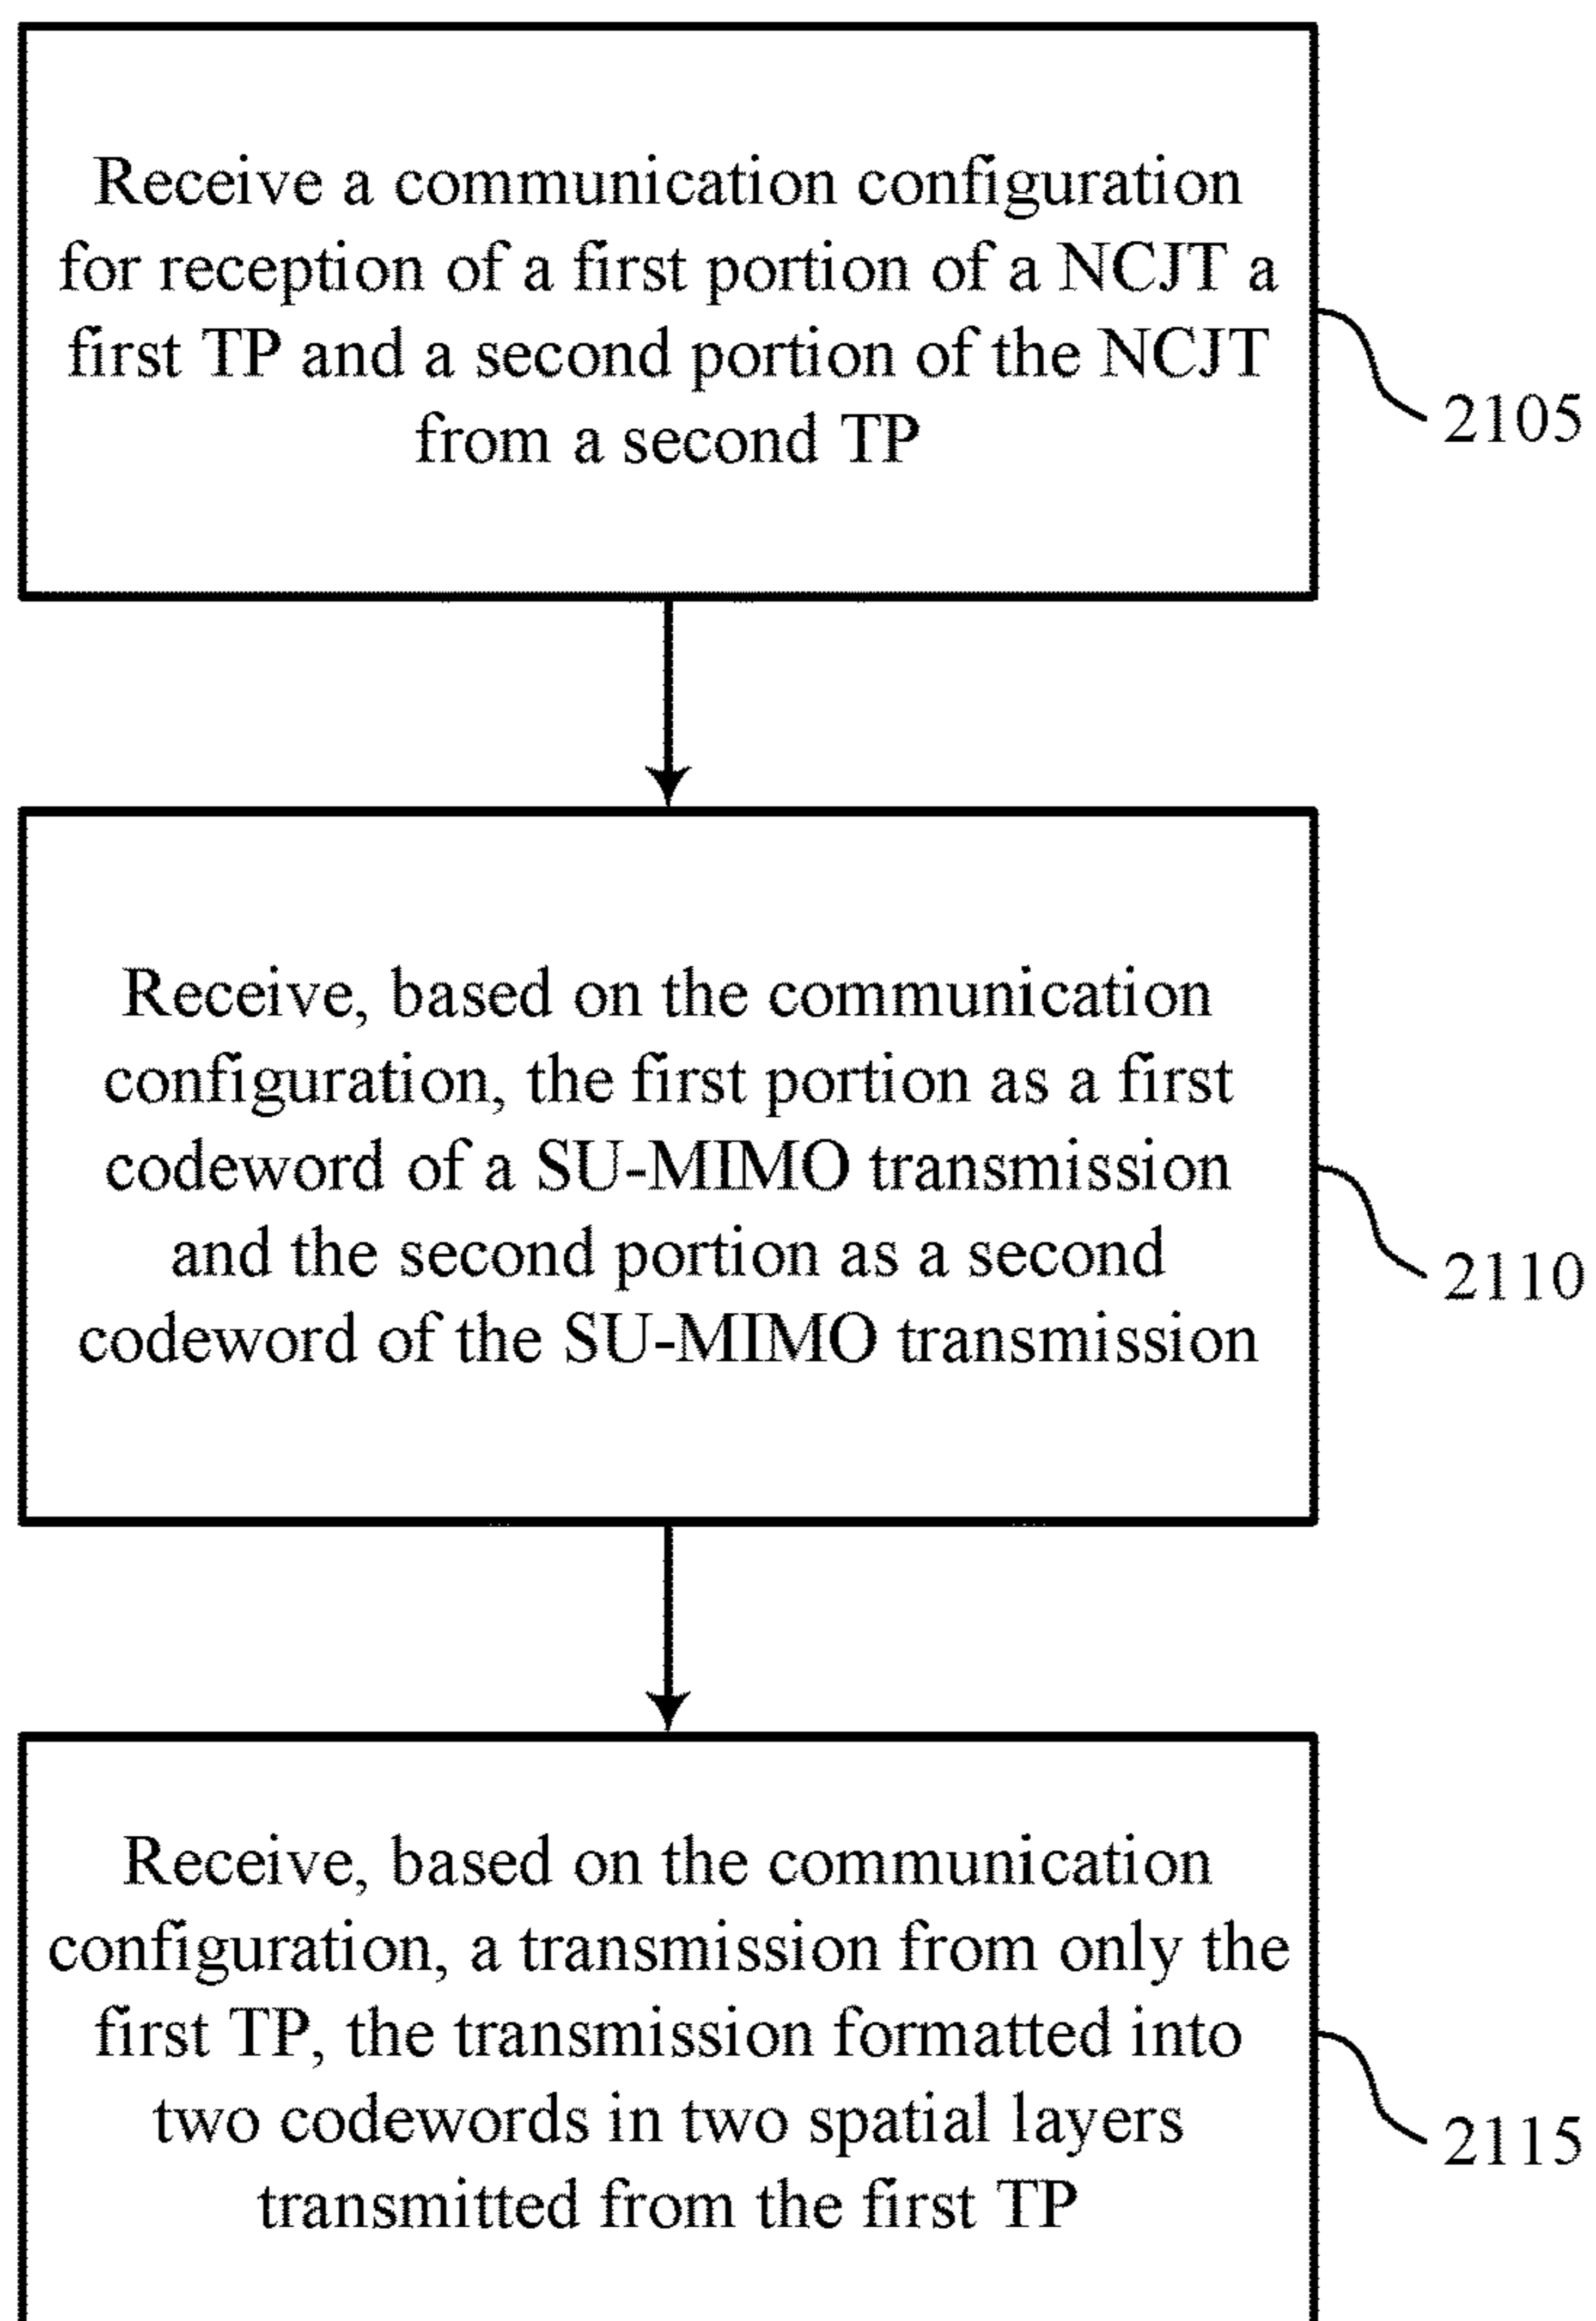 Receive a communication configuration
for reception of a first portion of a NCJT a
first TP and a second portion of the NCJT
from a second TP
2105
Receive, based on the communication
configuration, the first portion as a first
codeword of a SU-MIMO transmission
and the second portion as a second
codeword of the SU-MIMO transmission
2110
Receive, based on the communication
configuration, a transmission from only the
first TP, the transmission formatted into
two codewords in two spatial layers
transmitted from the first TP
2115